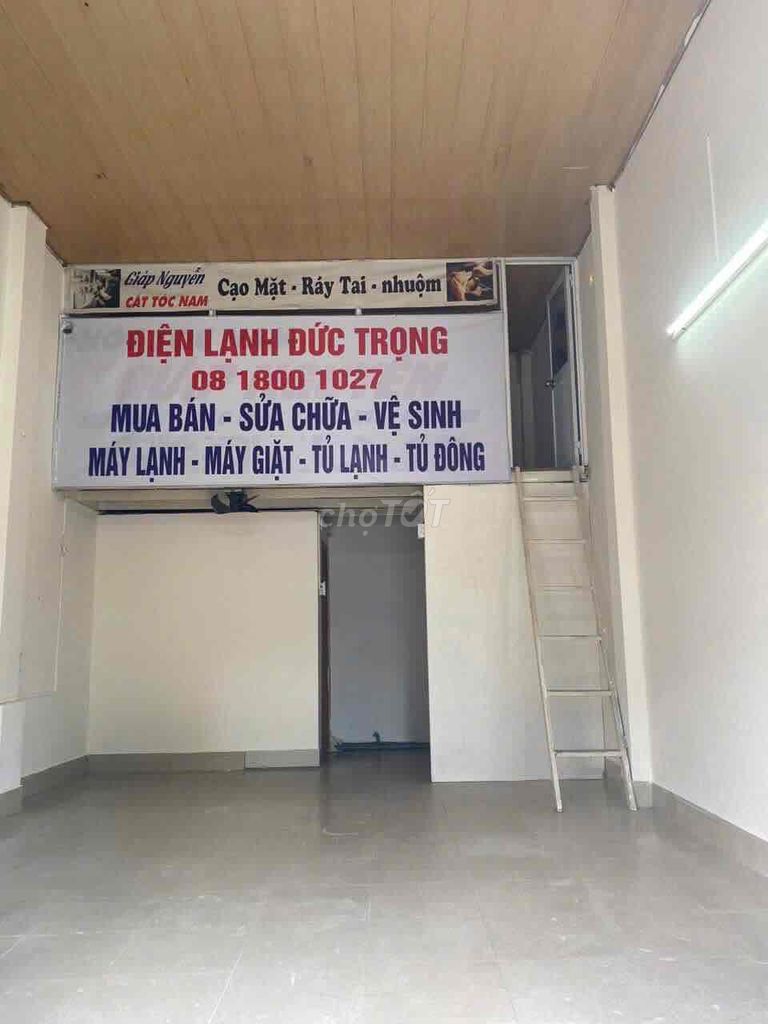 Giáp Nguyễn
CẮT TÓC NAM
Cạo Mặt - Ráy Tai - nhuộm
ĐIỆN LẠNH ĐỨC TRỌNG
08 1800 1027
MUA BÁN - SỬA CHỮA - VỆ SINH
MÁY LẠNH - MÁY GIẶT - TỦ LẠNH - TỦ ĐÔNG
chợTỐT